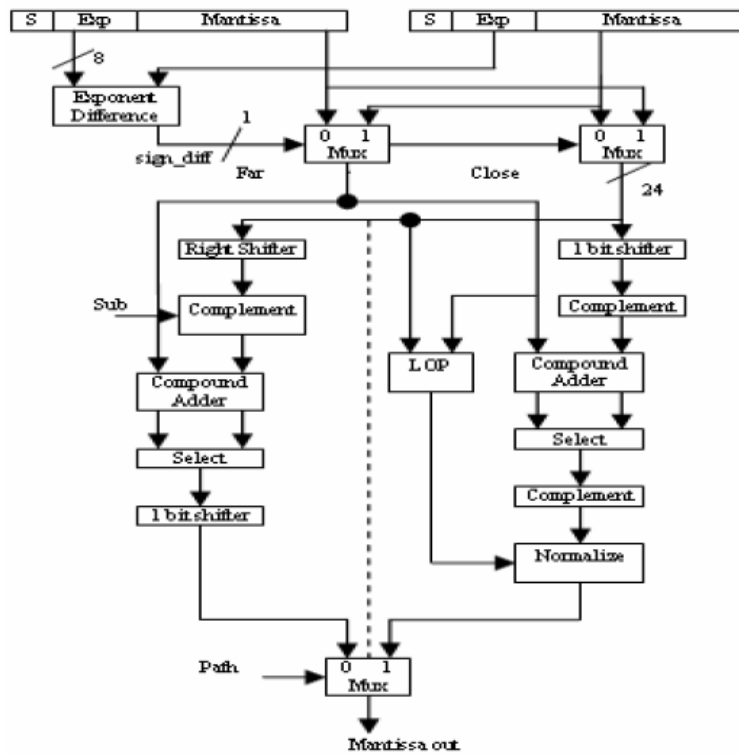 S Exp Mantissa S Exp Mantissa
8
Exponent
Difference
1
sign_diff
0 1
Mux
0 1
Mux
Far
Close
24
Right Shifter
1 bit shifter
Sub
Complement
Complement
Compound
Adder
LOP
Compound
Adder
Select
Select
1 bit shifter
Complement
Normalize
Path
0 1
Mux
Mantissa out